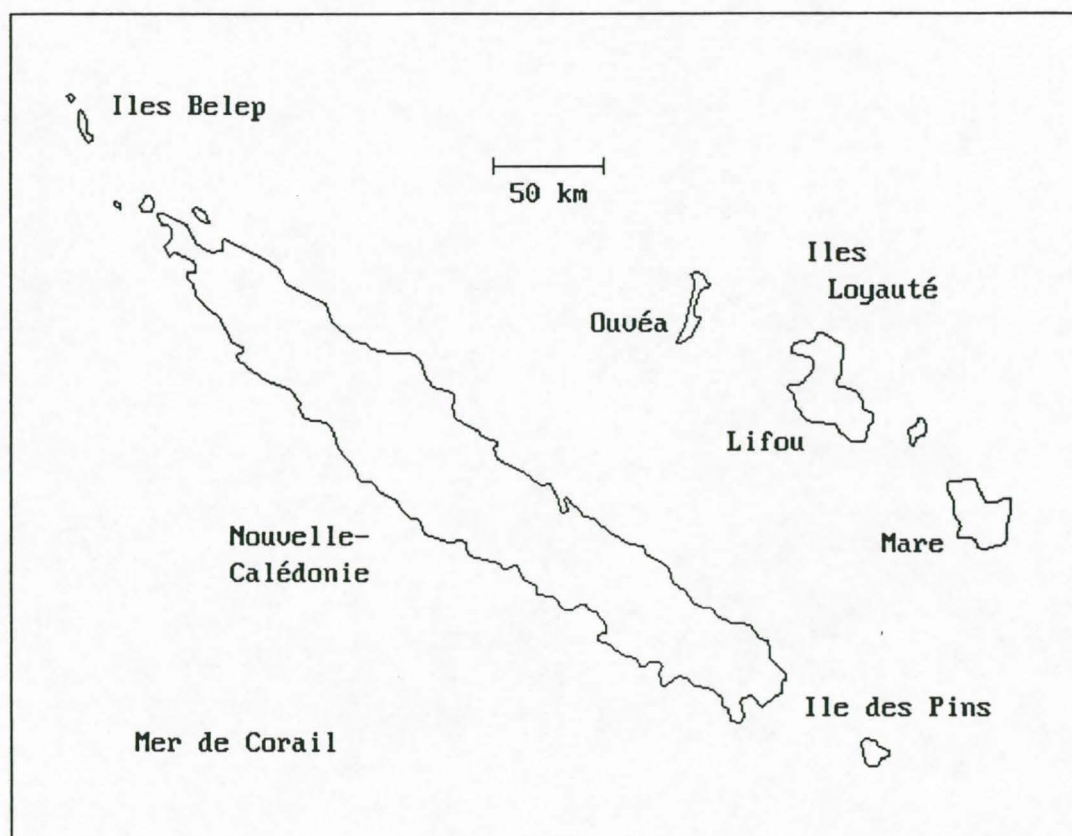 Iles Belep
50 km
Iles
Loyauté
Ouvéa
Lifou
Nouvelle-
Calédonie
Mare
Ile des Pins
Mer de Corail